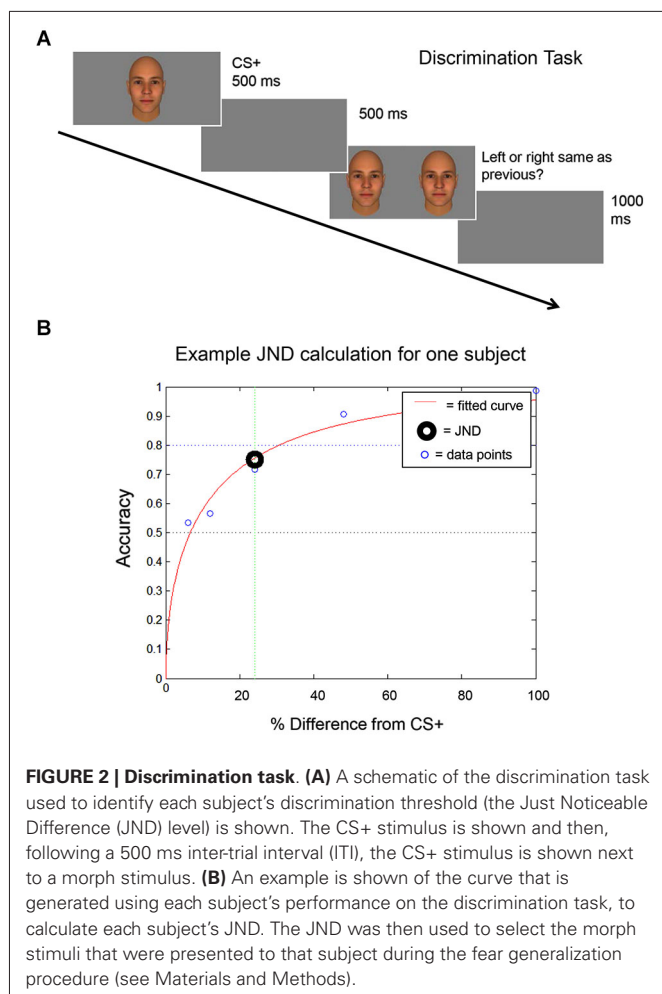 A
CS+
500 ms
Discrimination Task
500 ms
Left or right same as
previous?
1000
ms
B
Example JND calculation for one subject
1
0.9
0.8
0.7
0.6
0.5
0.4
0.3
0.2
0.1
0
Accuracy
= fitted curve
= JND
= data points
0
20
40
60
80
100
% Difference from CS+
FIGURE 2 | Discrimination task. (A) A schematic of the discrimination task
used to identify each subject's discrimination threshold (the Just Noticeable
Difference (JND) level) is shown. The CS+ stimulus is shown and then,
following a 500 ms inter-trial interval (ITI), the CS+ stimulus is shown next
to a morph stimulus. (B) An example is shown of the curve that is
generated using each subject's performance on the discrimination task, to
calculate each subject's JND. The JND was then used to select the morph
stimuli that were presented to that subject during the fear generalization
procedure (see Materials and Methods).